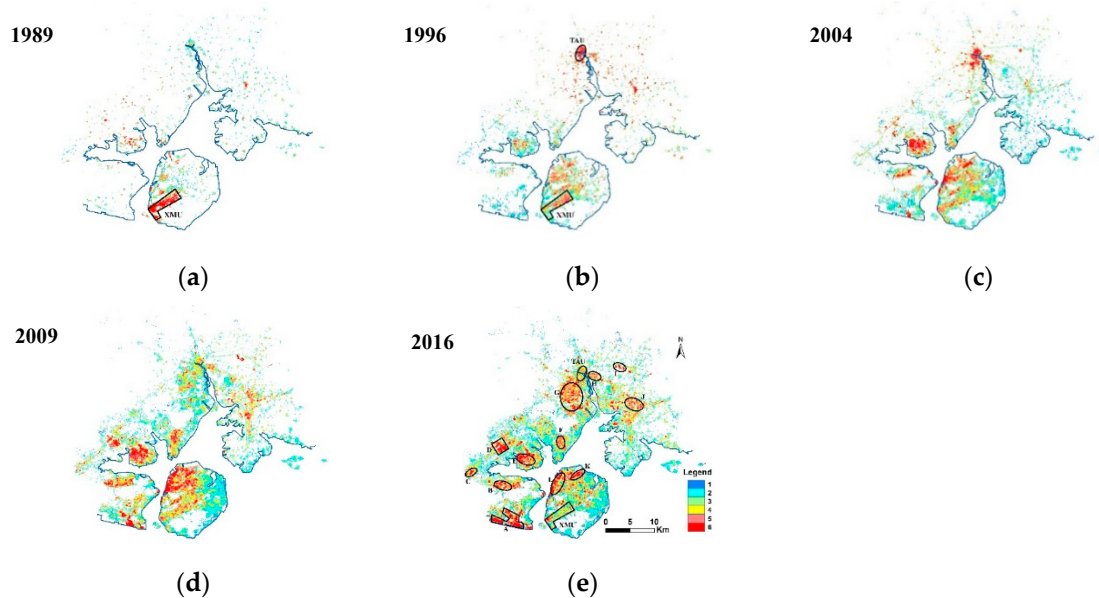 1989
1996
2004
TAU
XMU
XMU
(a)
(b)
(c)
2009
2016
N
TAU
H
I
G
J
F
D
E
C
B
K
L
A
XMU
Legend
1
2
3
4
5
6
0 5 10
Km
(d)
(e)